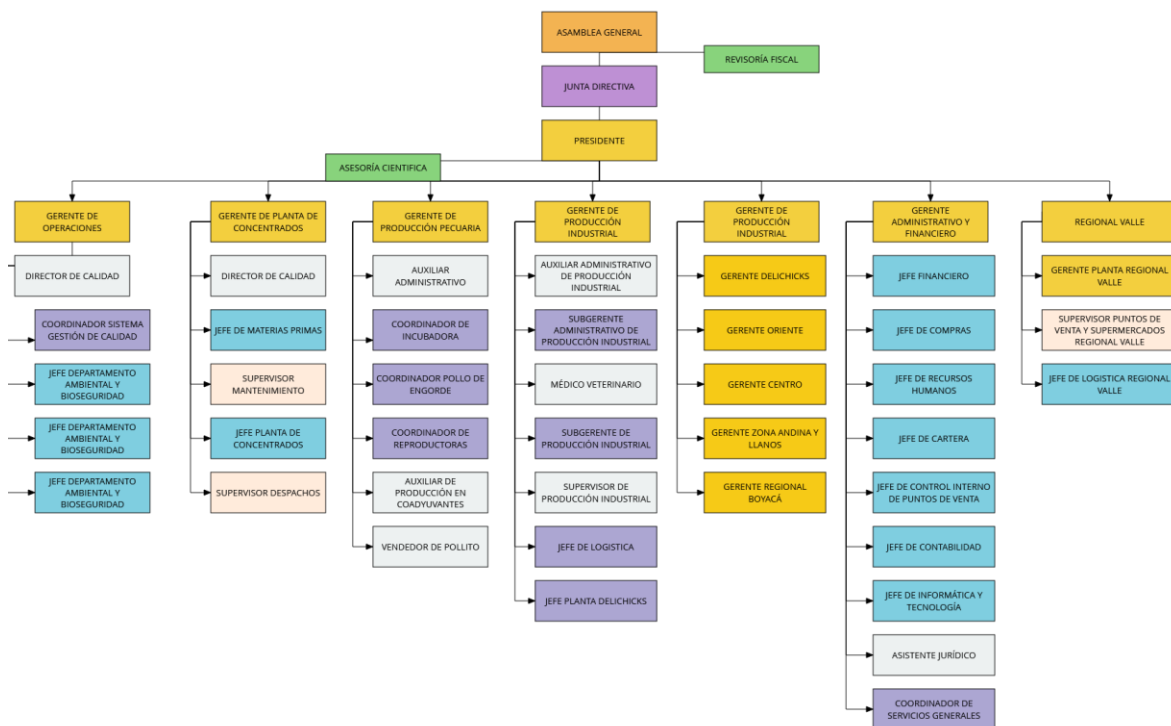 ASAMBLEA GENERAL
REVISORÍA FISCAL
JUNTA DIRECTIVA
PRESIDENTE
ASESORÍA CIENTIFICA
GERENTE DE
OPERACIONES
DIRECTOR DE CALIDAD
COORDINADOR SISTEMA
GESTIÓN DE CALIDAD
JEFE DEPARTAMENTO
AMBIENTAL Y
BIOSEGURIDAD
JEFE DEPARTAMENTO
AMBIENTAL Y
BIOSEGURIDAD
JEFE DEPARTAMENTO
AMBIENTAL Y
BIOSEGURIDAD
GERENTE DE PLANTA DE
CONCENTRADOS
DIRECTOR DE CALIDAD
JEFE DE MATERIAS PRIMAS
SUPERVISOR
MANTENIMIENTO
JEFE PLANTA DE
CONCENTRADOS
SUPERVISOR DESPACHOS
GERENTE DE
PRODUCCIÓN PECUARIA
AUXILIAR
ADMINISTRATIVO
COORDINADOR DE
INCUBADORA
COORDINADOR POLLO DE
ENGORDE
COORDINADOR DE
REPRODUCTORAS
AUXILIAR DE
PRODUCCIÓN EN
COADYUVANTES
VENDEDOR DE POLLITO
GERENTE DE
PRODUCCIÓN
INDUSTRIAL
AUXILIAR ADMINISTRATIVO
DE PRODUCCIÓN
INDUSTRIAL
SUBGERENTE
ADMINISTRATIVO DE
PRODUCCIÓN INDUSTRIAL
MÉDICO VETERINARIO
SUBGERENTE DE
PRODUCCIÓN INDUSTRIAL
SUPERVISOR DE
PRODUCCIÓN INDUSTRIAL
JEFE DE LOGISTICA
JEFE PLANTA DELICHICKS
GERENTE DE
PRODUCCIÓN
INDUSTRIAL
GERENTE DELICHICKS
GERENTE ORIENTE
GERENTE CENTRO
GERENTE ZONA ANDINA Y
LLANOS
GERENTE REGIONAL
BOYACÁ
GERENTE
ADMINISTRATIVO Y
FINANCIERO
JEFE FINANCIERO
JEFE DE COMPRAS
JEFE DE RECURSOS
HUMANOS
JEFE DE CARTERA
JEFE DE CONTROL INTERNO
DE PUNTOS DE VENTA
JEFE DE CONTABILIDAD
JEFE DE INFORMÁTICA Y
TECNOLOGÍA
ASISTENTE JURÍDICO
COORDINADOR DE
SERVICIOS GENERALES
REGIONAL VALLE
GERENTE PLANTA REGIONAL
VALLE
SUPERVISOR PUNTOS DE
VENTA Y SUPERMERCADOS
REGIONAL VALLE
JEFE DE LOGISTICA REGIONAL
VALLE